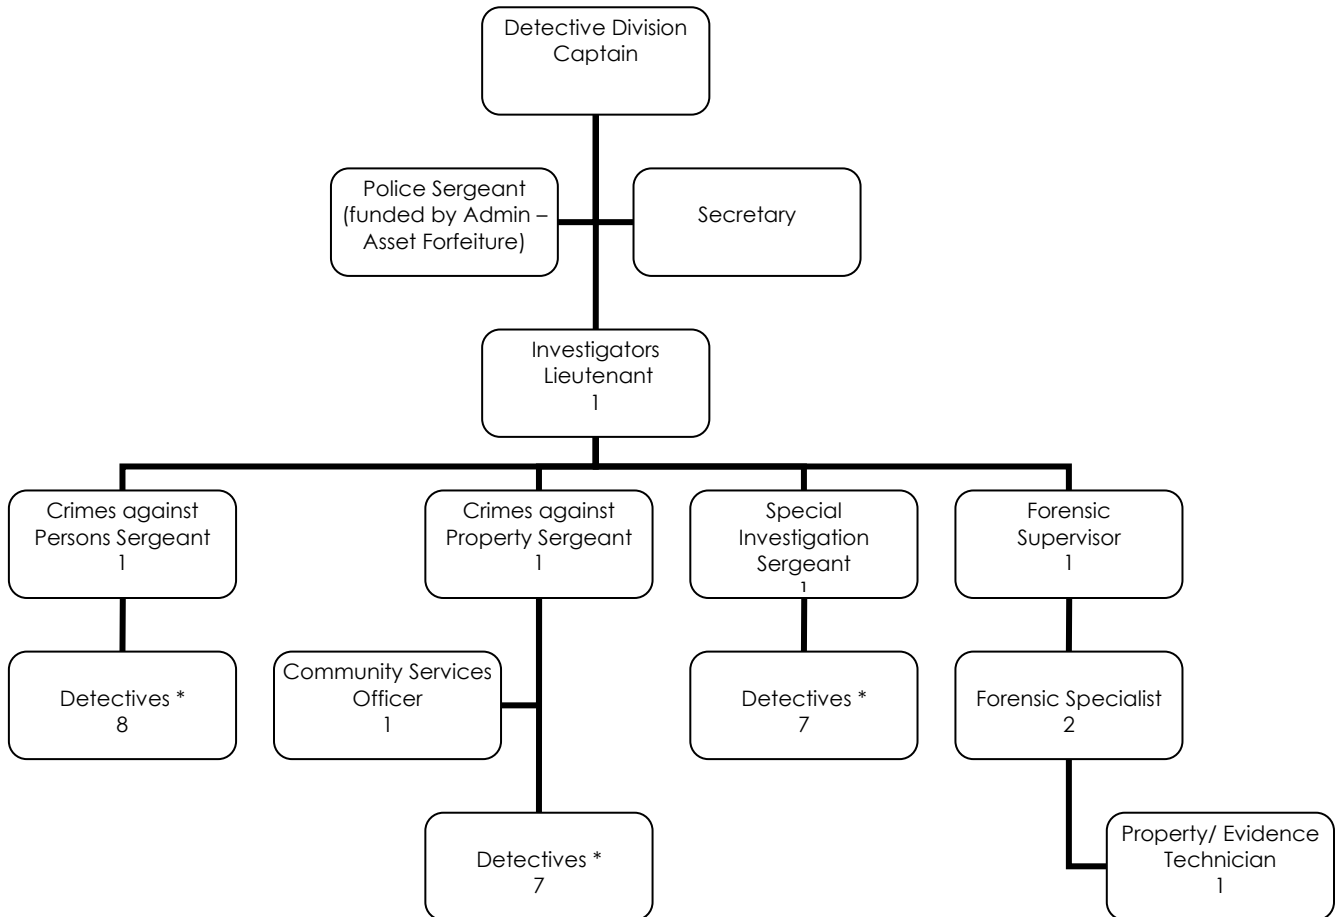 Detective Division
Captain
Police Sergeant
(funded by Admin –
Asset Forfeiture)
Secretary
Investigators
Lieutenant
1
Crimes against
Persons Sergeant
1
Crimes against
Property Sergeant
1
Special
Investigation
Sergeant
1
Forensic
Supervisor
1
Detectives *
8
Community Services
Officer
1
Detectives *
7
Forensic Specialist
2
Detectives *
7
Property/ Evidence
Technician
1